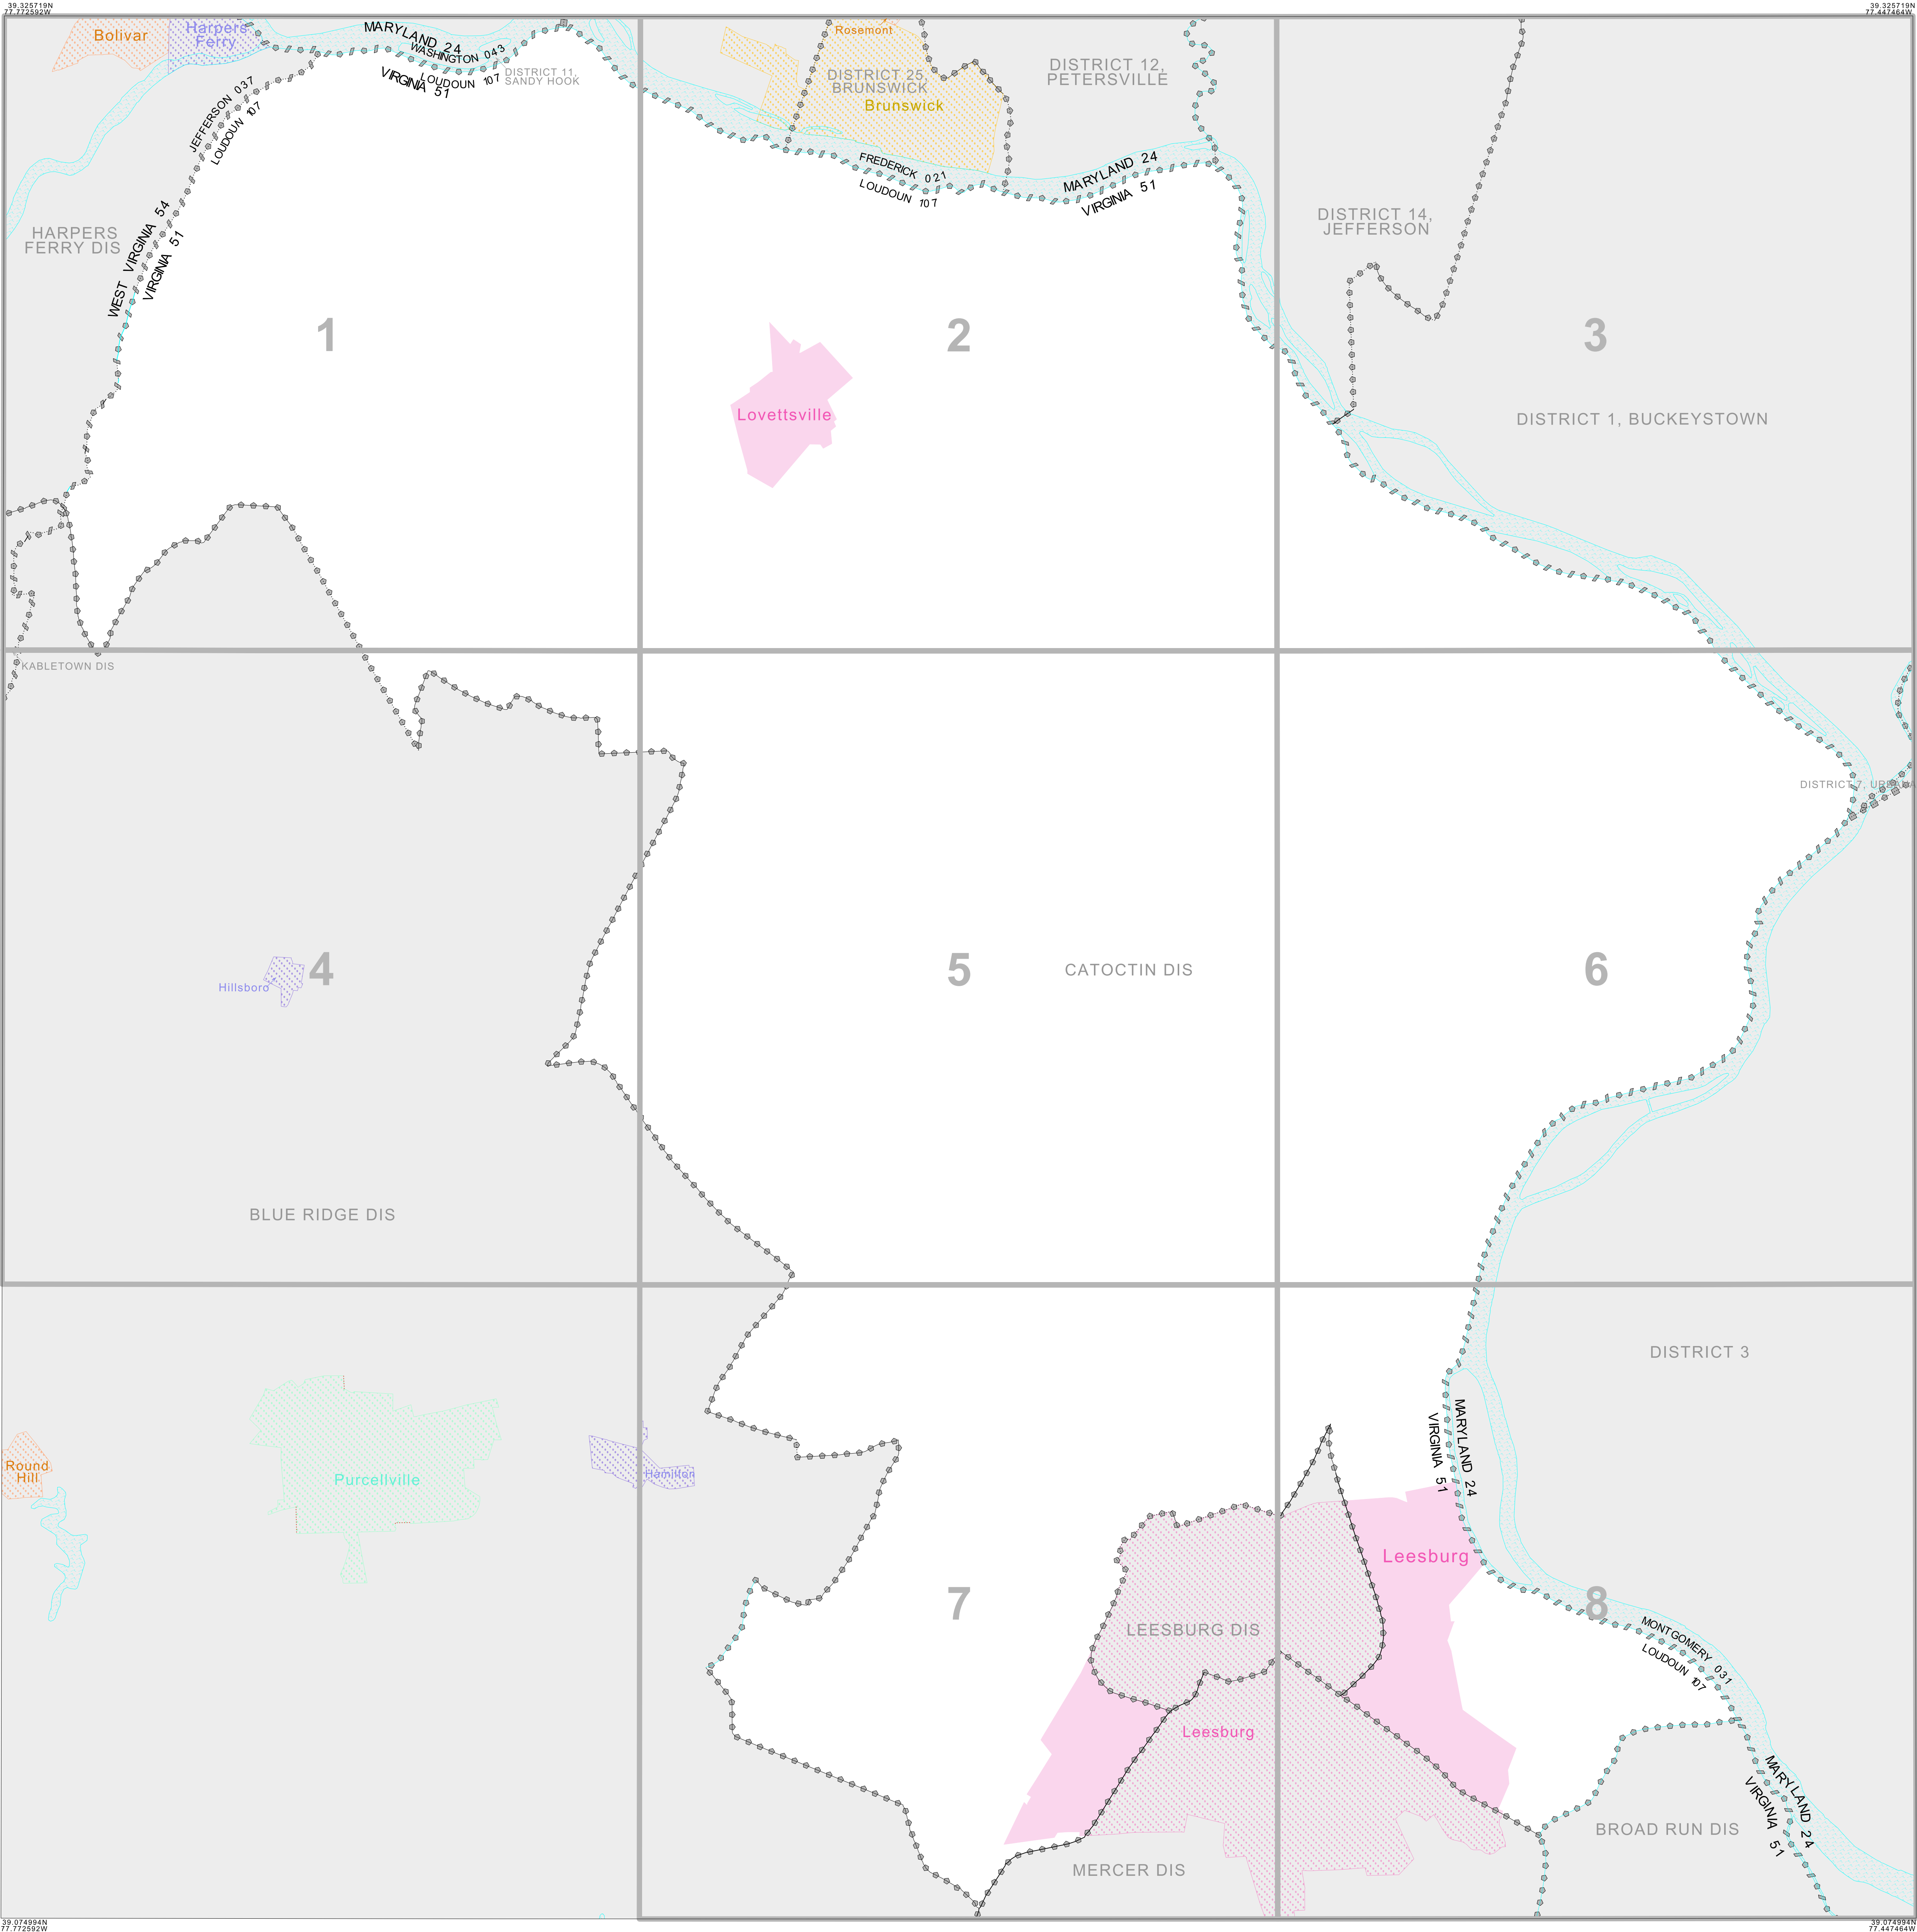 39.325719N
77.772592W
39.325719N
77.447464W
Bolivar
Harpers
Ferry
MARYLAND 24
WASHINGTON 043
LOUDOUN 107
VIRGINIA 51
DISTRICT 11,
SANDY HOOK
Rosemont
DISTRICT 25,
BRUNSWICK
Brunswick
DISTRICT 12,
PETERSVILLE
JEFFERSON 037
LOUDOUN 107
FREDERICK 021
LOUDOUN 107
MARYLAND 24
VIRGINIA 51
HARPERS
FERRY DIS
WEST VIRGINIA 54
VIRGINIA 51
DISTRICT 14,
JEFFERSON
1
2
3
Lovettsville
DISTRICT 1, BUCKEYSTOWN
KABLETOWN DIS
DISTRICT 7, URBANA
4
5
CATOCTIN DIS
6
Hillsboro
BLUE RIDGE DIS
DISTRICT 3
MARYLAND 24
VIRGINIA 51
Round
Hill
Purcellville
Hamilton
Leesburg
7
8
LEESBURG DIS
MONTGOMERY 031
LOUDOUN 107
Leesburg
MARYLAND 24
VIRGINIA 51
BROAD RUN DIS
MERCER DIS
39.074994N
77.772592W
39.074994N
77.447464W